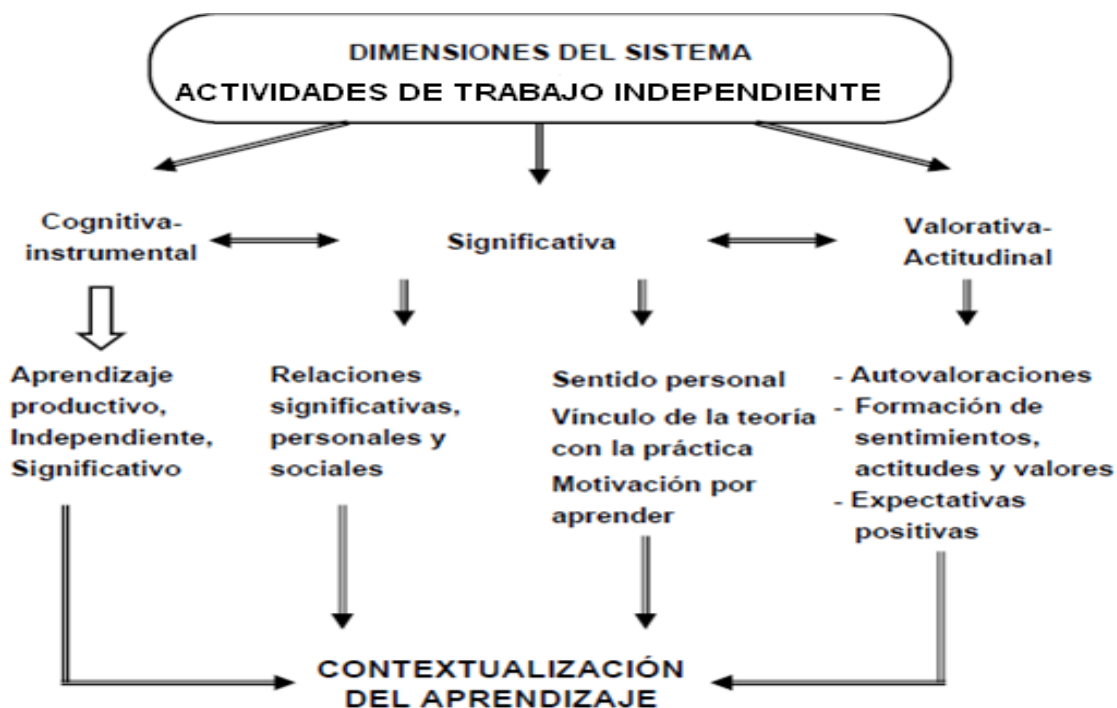 DIMENSIONES DEL SISTEMA
ACTIVIDADES DE TRABAJO INDEPENDIENTE
Cognitiva-
instrumental
Significativa
Valorativa-
Actitudinal
Aprendizaje
productivo,
Independiente,
Significativo
Relaciones
significativas,
personales y
sociales
Sentido personal
Vínculo de la teoría
con la práctica
Motivación por
aprender
- Autovaloraciones
- Formación de
sentimientos,
actitudes y valores
- Expectativas
positivas
CONTEXTUALIZACIÓN
DEL APRENDIZAJE